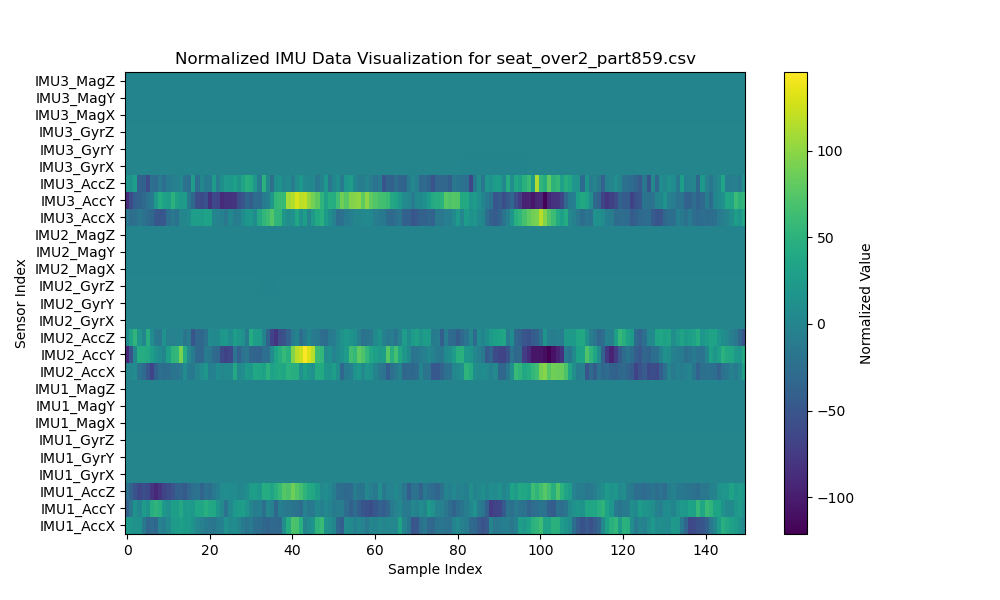 Normalized IMU Data Visualization for seat_over2_part859.csv
IMU3_MagZ
IMU3_MagY
IMU3_MagX
IMU3_GyrZ
IMU3_GyrY
IMU3_GyrX
IMU3_AccZ
IMU3_AccY
IMU3_AccX
IMU2_MagZ
IMU2_MagY
IMU2_MagX
IMU2_GyrZ
IMU2_GyrY
IMU2_GyrX
IMU2_AccZ
IMU2_AccY
IMU2_AccX
IMU1_MagZ
IMU1_MagY
IMU1_MagX
IMU1_GyrZ
IMU1_GyrY
IMU1_GyrX
IMU1_AccZ
IMU1_AccY
IMU1_AccX
Sensor Index
0 20 40 60 80 100 120 140
Sample Index
100
50
0
−50
−100
Normalized Value